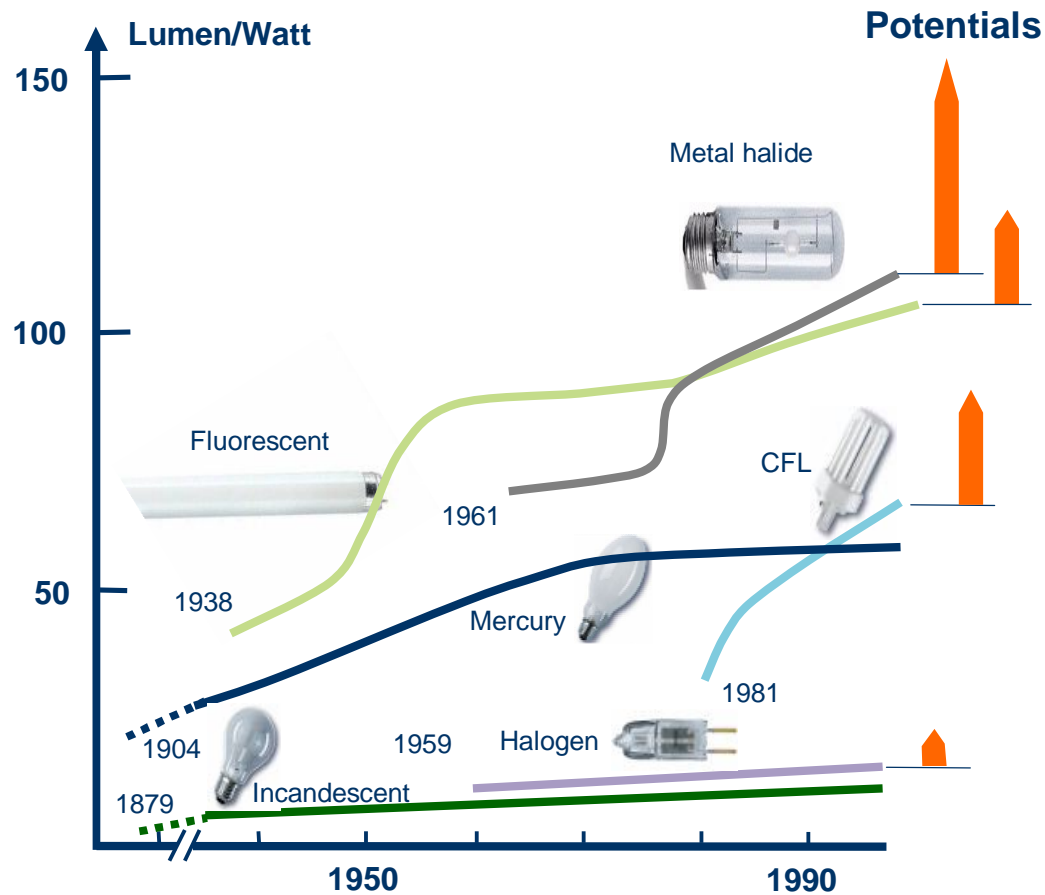 Lumen/Watt
Potentials
150
Metal halide
100
Fluorescent
CFL
1961
50
1938
Mercury
1981
1904
1959
Halogen
1879
Incandescent
1950
1990